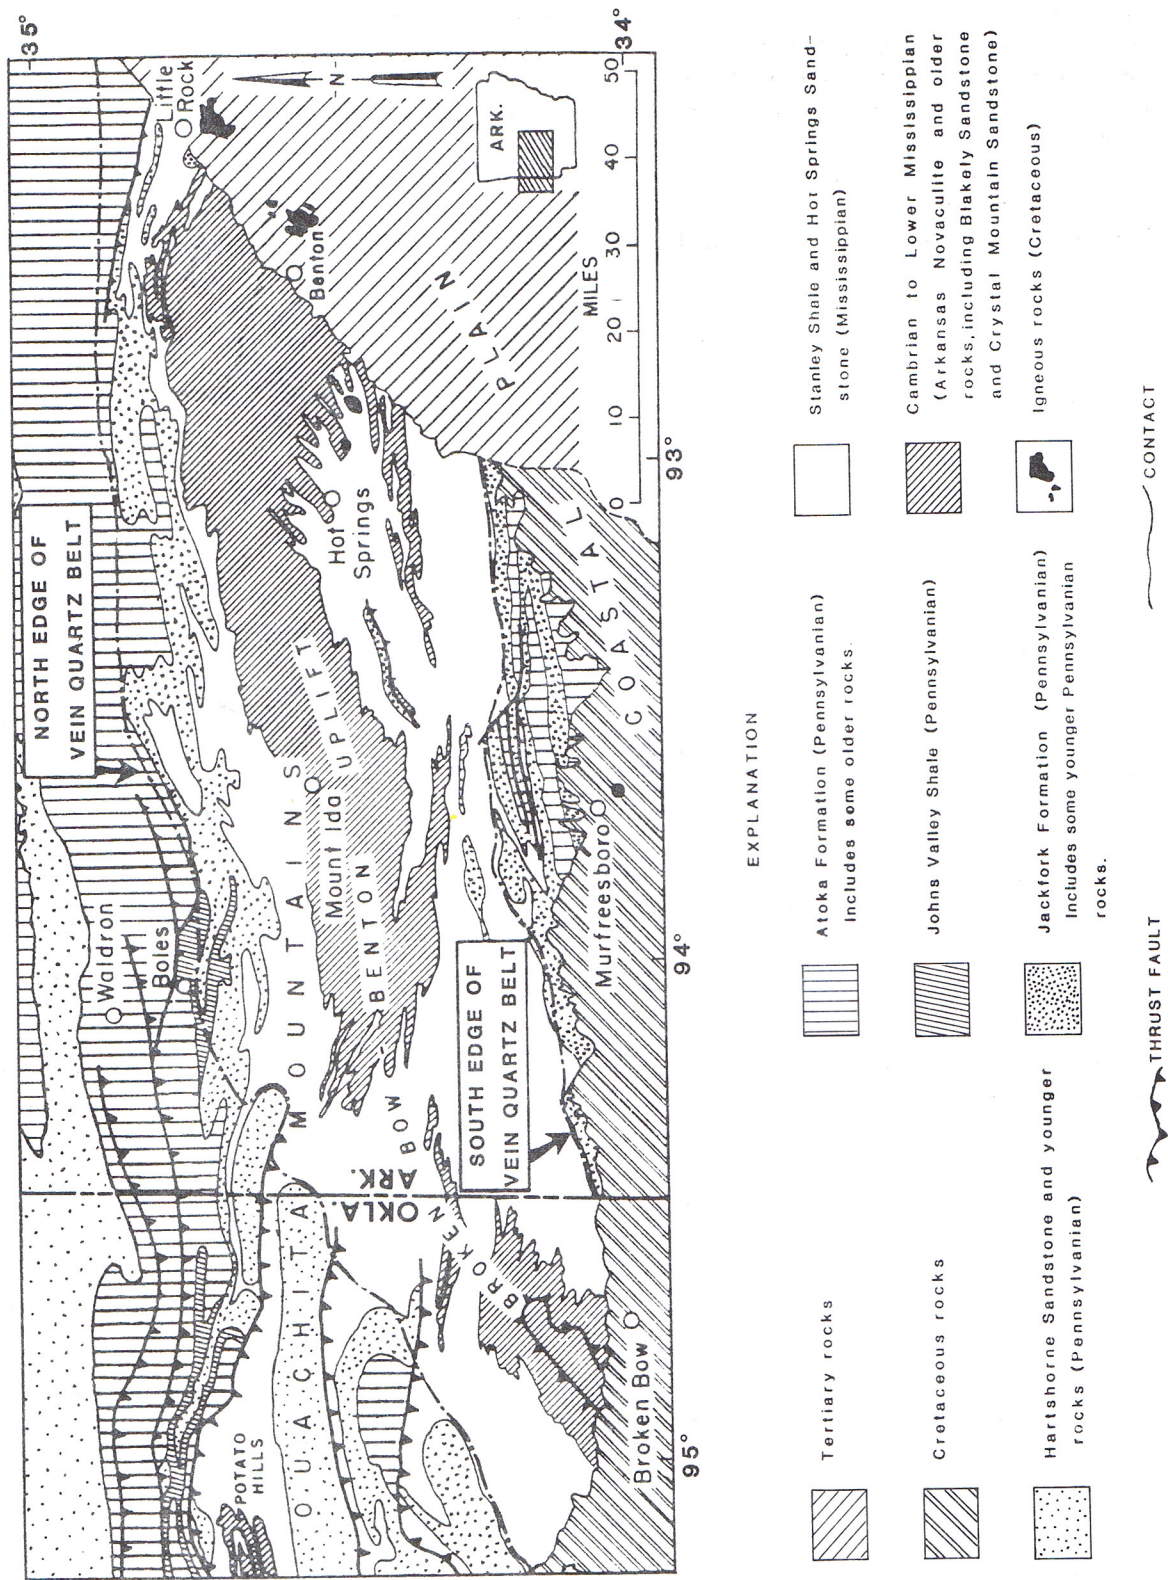 35°
34°
NORTH EDGE OF
VEIN QUARTZ BELT
Little
Rock
N
ARK.
Benton
PLAIN
MILES
0 10 20 30 40 50
Hot
Springs
Waldron
Boles
MOUNTAINS
Mount Ida
UPLIFT
BENTON
BROKEN BOW
COASTAL
Murfreesboro
SOUTH EDGE OF
VEIN QUARTZ BELT
ARK.
OKLA.
OUACHITA
POTATO
HILLS
Broken Bow
95°
94°
93°
EXPLANATION
Tertiary rocks
Cretaceous rocks
Hartshorne Sandstone and younger
rocks (Pennsylvanian)
Atoka Formation (Pennsylvanian)
Includes some older rocks.
Johns Valley Shale (Pennsylvanian)
Jackfork Formation (Pennsylvanian)
Includes some younger Pennsylvanian
rocks.
Stanley Shale and Hot Springs Sand-
stone (Mississippian)
Cambrian to Lower Mississippian
(Arkansas Novaculite and older
rocks, including Blakely Sandstone
and Crystal Mountain Sandstone)
Igneous rocks (Cretaceous)
THRUST FAULT
CONTACT